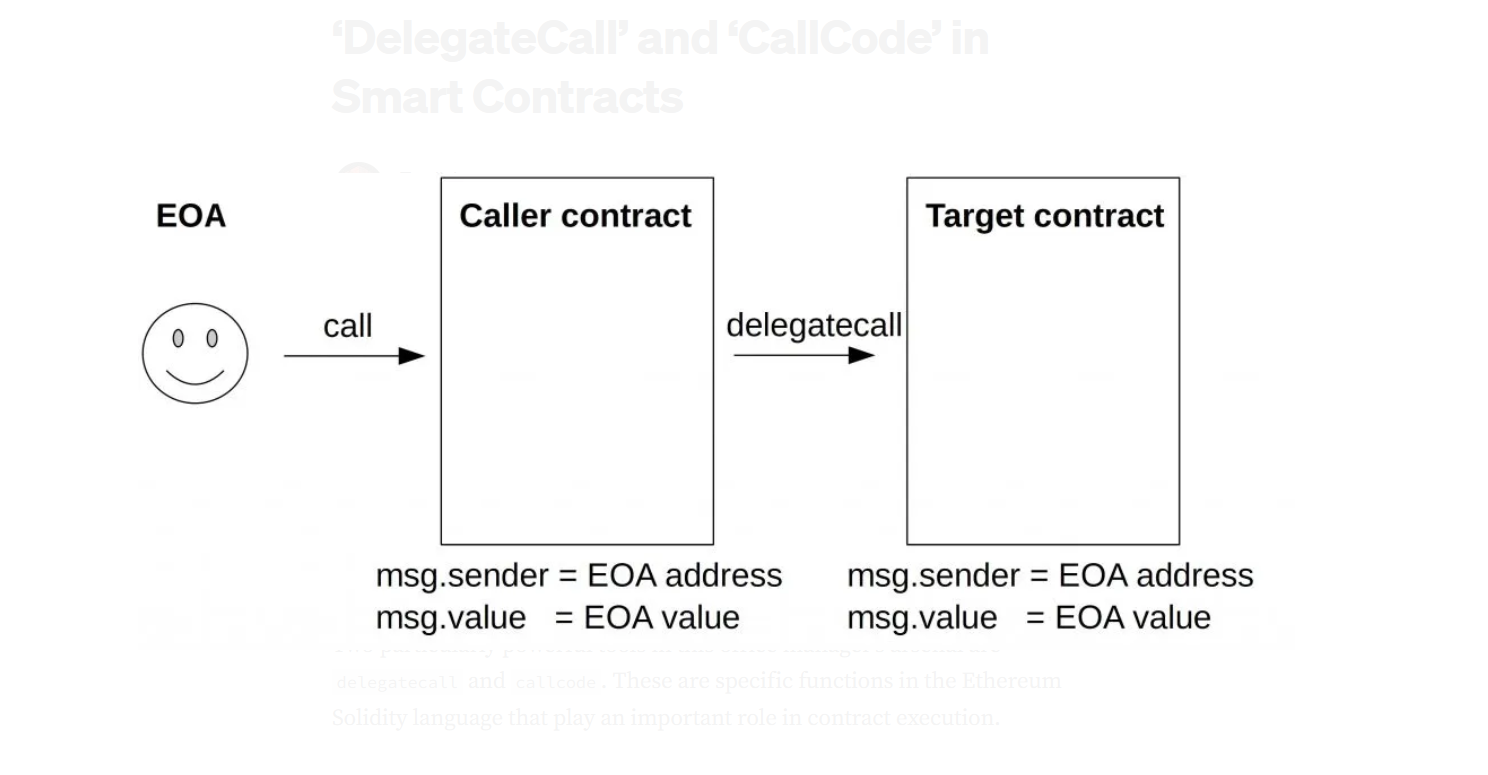 ‘DelegateCall’ and ‘CallCode’ in
Smart Contracts
EOA
Caller contract
Target contract
call
delegatecall
msg.sender = EOA address
msg.value = EOA value
msg.sender = EOA address
msg.value = EOA value
delegatecall and callcode. These are specific functions in the Ethereum
Solidity language that play an important role in contract execution.